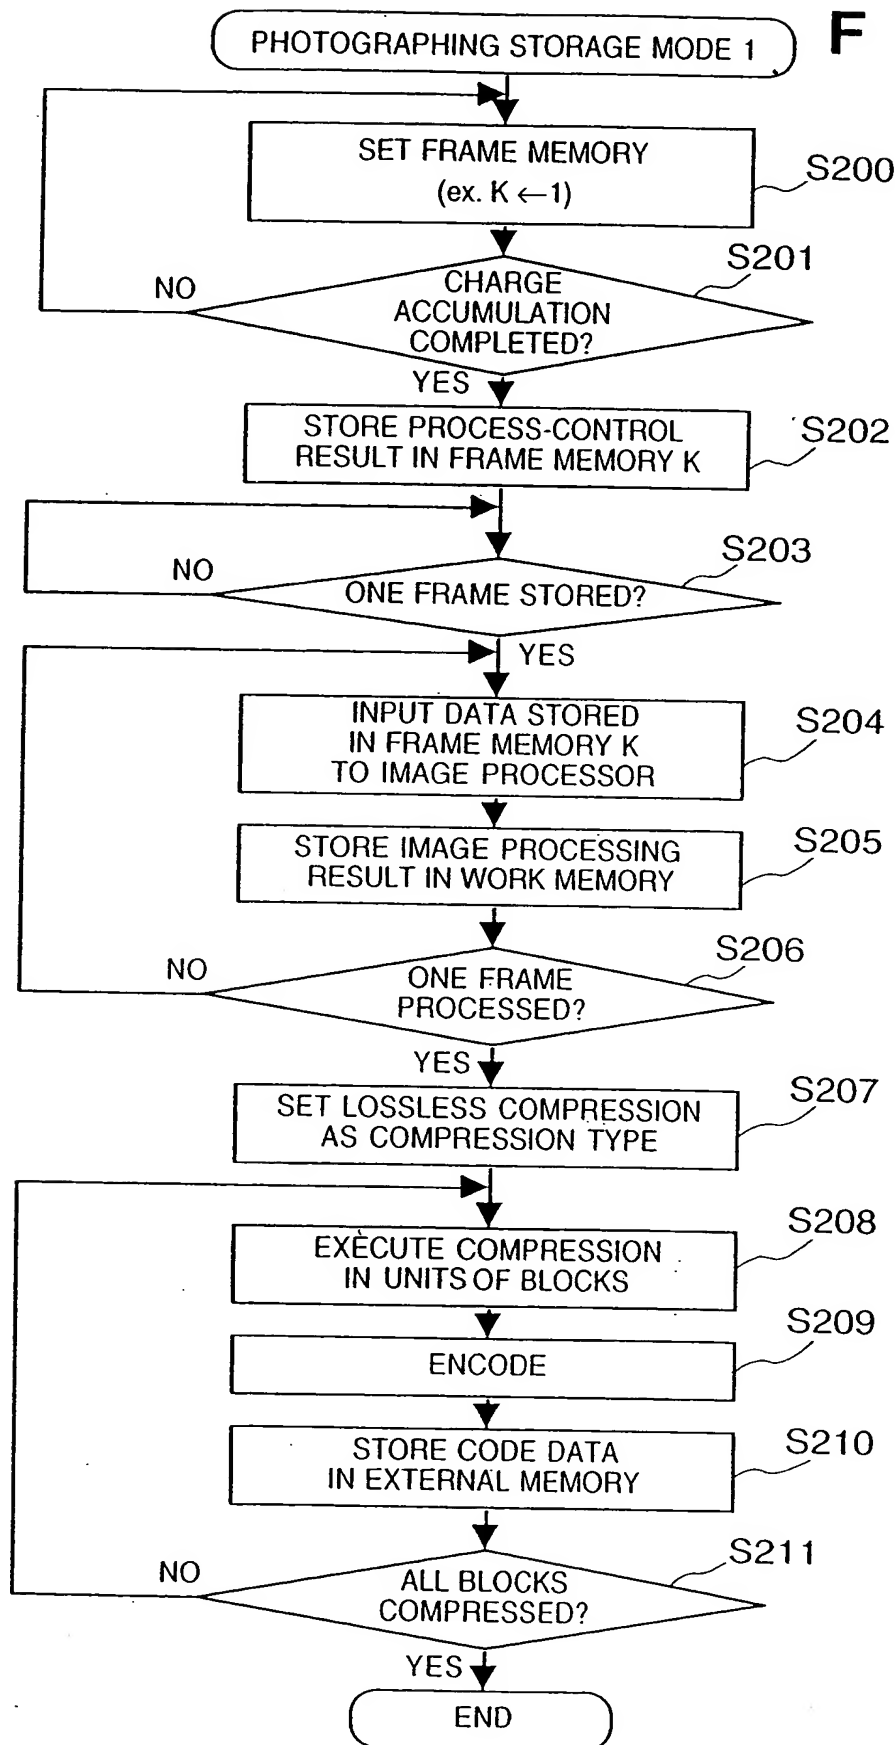 F
PHOTOGRAPHING STORAGE MODE 1
SET FRAME MEMORY
(ex. K ←1)
S200
S201
NO
CHARGE
ACCUMULATION
COMPLETED?
YES
STORE PROCESS-CONTROL
RESULT IN FRAME MEMORY K
S202
S203
NO
ONE FRAME STORED?
YES
INPUT DATA STORED
IN FRAME MEMORY K
TO IMAGE PROCESSOR
S204
STORE IMAGE PROCESSING
RESULT IN WORK MEMORY
S205
S206
NO
ONE FRAME
PROCESSED?
YES
SET LOSSLESS COMPRESSION
AS COMPRESSION TYPE
S207
EXECUTE COMPRESSION
IN UNITS OF BLOCKS
S208
S209
ENCODE
STORE CODE DATA
IN EXTERNAL MEMORY
S210
S211
NO
ALL BLOCKS
COMPRESSED?
YES
END